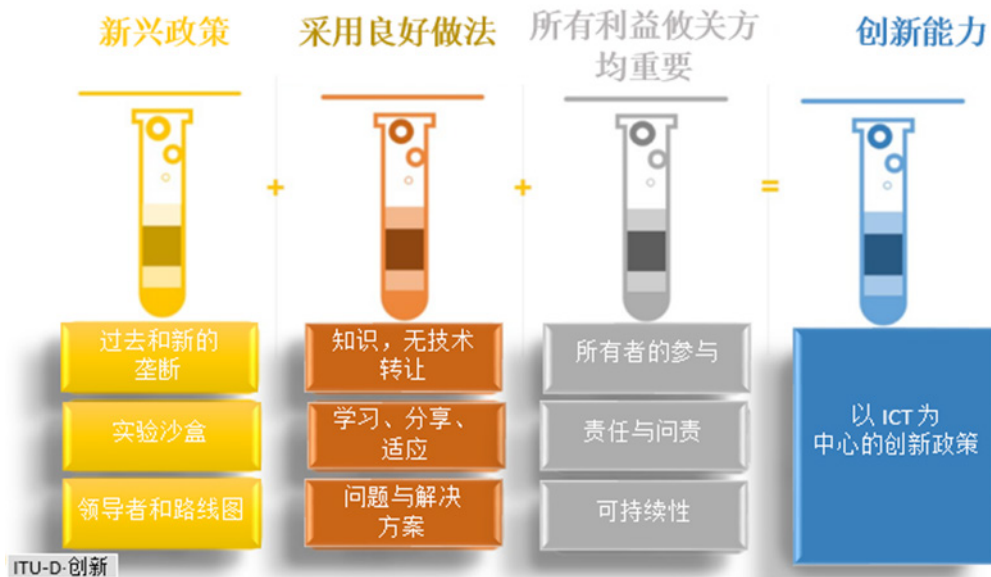 新兴政策
采用良好做法
所有利益攸关方
均重要
创新能力
+
+
=
过去和新的
垄断
实验沙盒
领导者和路线图
知识，无技术
转让
学习、分享、
适应
问题与解决
方案
所有者的参与
责任与问责
可持续性
以 ICT 为
中心的创新政策
ITU-D·创新